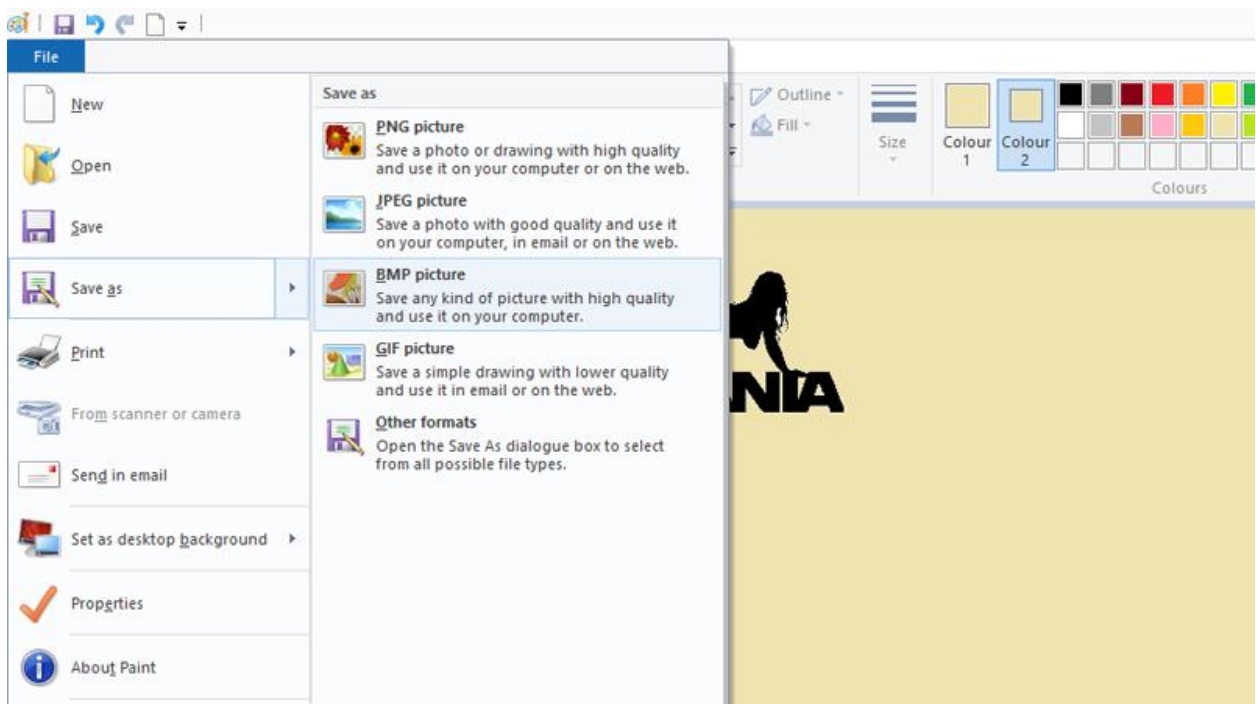 File
New
Open
Save
Save as
Print
From scanner or camera
Send in email
Set as desktop background
Properties
About Paint
Save as
PNG picture
Save a photo or drawing with high quality
and use it on your computer or on the web.
JPEG picture
Save a photo with good quality and use it
on your computer, in email or on the web.
BMP picture
Save any kind of picture with high quality
and use it on your computer.
GIF picture
Save a simple drawing with lower quality
and use it in email or on the web.
Other formats
Open the Save As dialogue box to select
from all possible file types.
Outline
Fill
Size
Colour
1
Colour
2
Colours
NIA